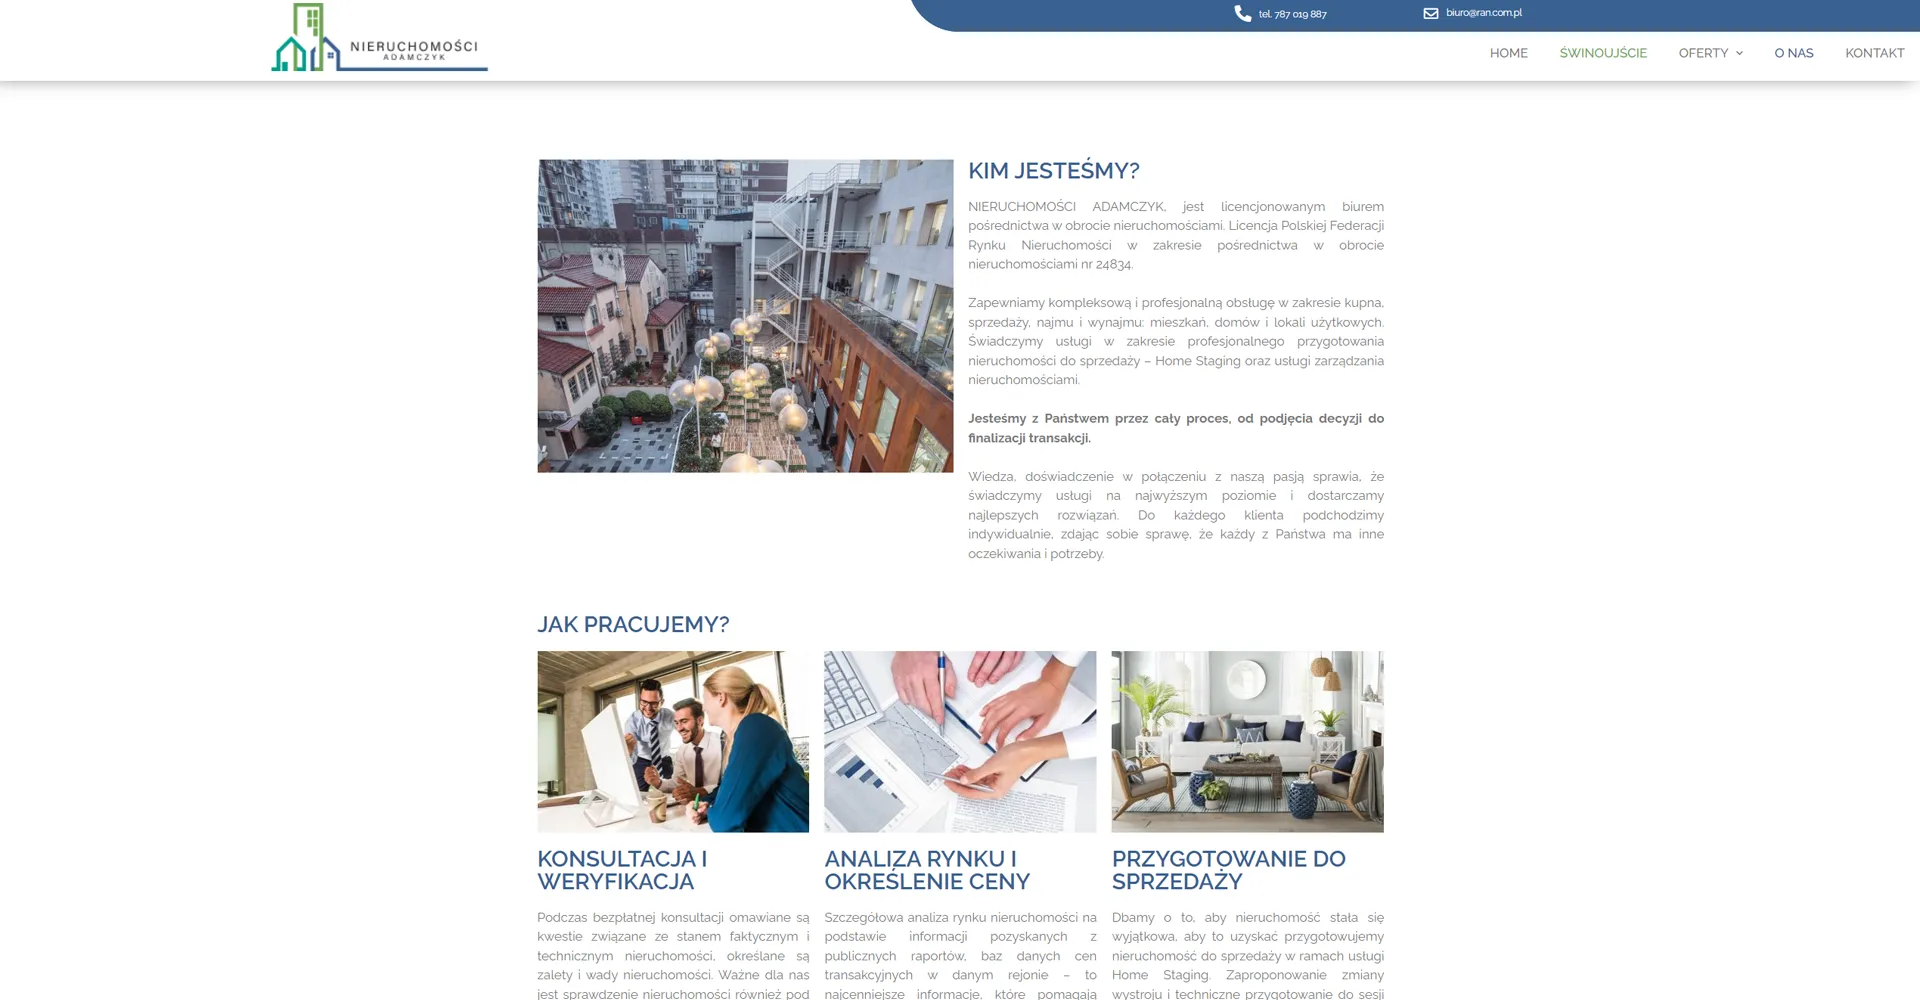 NIERUCHOMOŚCI
ADAMCZYK
tel. 787 019 887
biuro@ran.com.pl
HOME
ŚWINOUJŚCIE
OFERTY
O NAS
KONTAKT
KIM JESTEŚMY?
NIERUCHOMOŚCI ADAMCZYK, jest licencjonowanym biurem
pośrednictwa w obrocie nieruchomościami. Licencja Polskiej Federacji
Rynku Nieruchomości w zakresie pośrednictwa w obrocie
nieruchomościami nr 24834.
Zapewniamy kompleksową i profesjonalną obsługę w zakresie kupna,
sprzedaży, najmu i wynajmu: mieszkań, domów i lokali użytkowych.
Świadczymy usługi w zakresie profesjonalnego przygotowania
nieruchomości do sprzedaży – Home Staging oraz usługi zarządzania
nieruchomościami.
Jesteśmy z Państwem przez cały proces, od podjęcia decyzji do
finalizacji transakcji.
Wiedza, doświadczenie w połączeniu z naszą pasją sprawia, że
świadczymy usługi na najwyższym poziomie i dostarczamy
najlepszych rozwiązań. Do każdego klienta podchodzimy
indywidualnie, zdając sobie sprawę, że każdy z Państwa ma inne
oczekiwania i potrzeby.
JAK PRACUJEMY?
KONSULTACJA I
WERYFIKACJA
Podczas bezpłatnej konsultacji omawiane są
kwestie związane ze stanem faktycznym i
technicznym nieruchomości, określane są
zalety i wady nieruchomości. Ważne dla nas
jest sprawdzenie nieruchomości również pod
ANALIZA RYNKU I
OKREŚLENIE CENY
Szczegółowa analiza rynku nieruchomości na
podstawie informacji pozyskanych z
publicznych raportów, baz danych cen
transakcyjnych w danym rejonie – to
najcenniejsze informacje, które pomagają
PRZYGOTOWANIE DO
SPRZEDAŻY
Dbamy o to, aby nieruchomość stała się
wyjątkowa, aby to uzyskać przygotowujemy
nieruchomość do sprzedaży w ramach usługi
Home Staging. Zaproponowanie zmiany
wystroju i techniczne przygotowanie do sesji